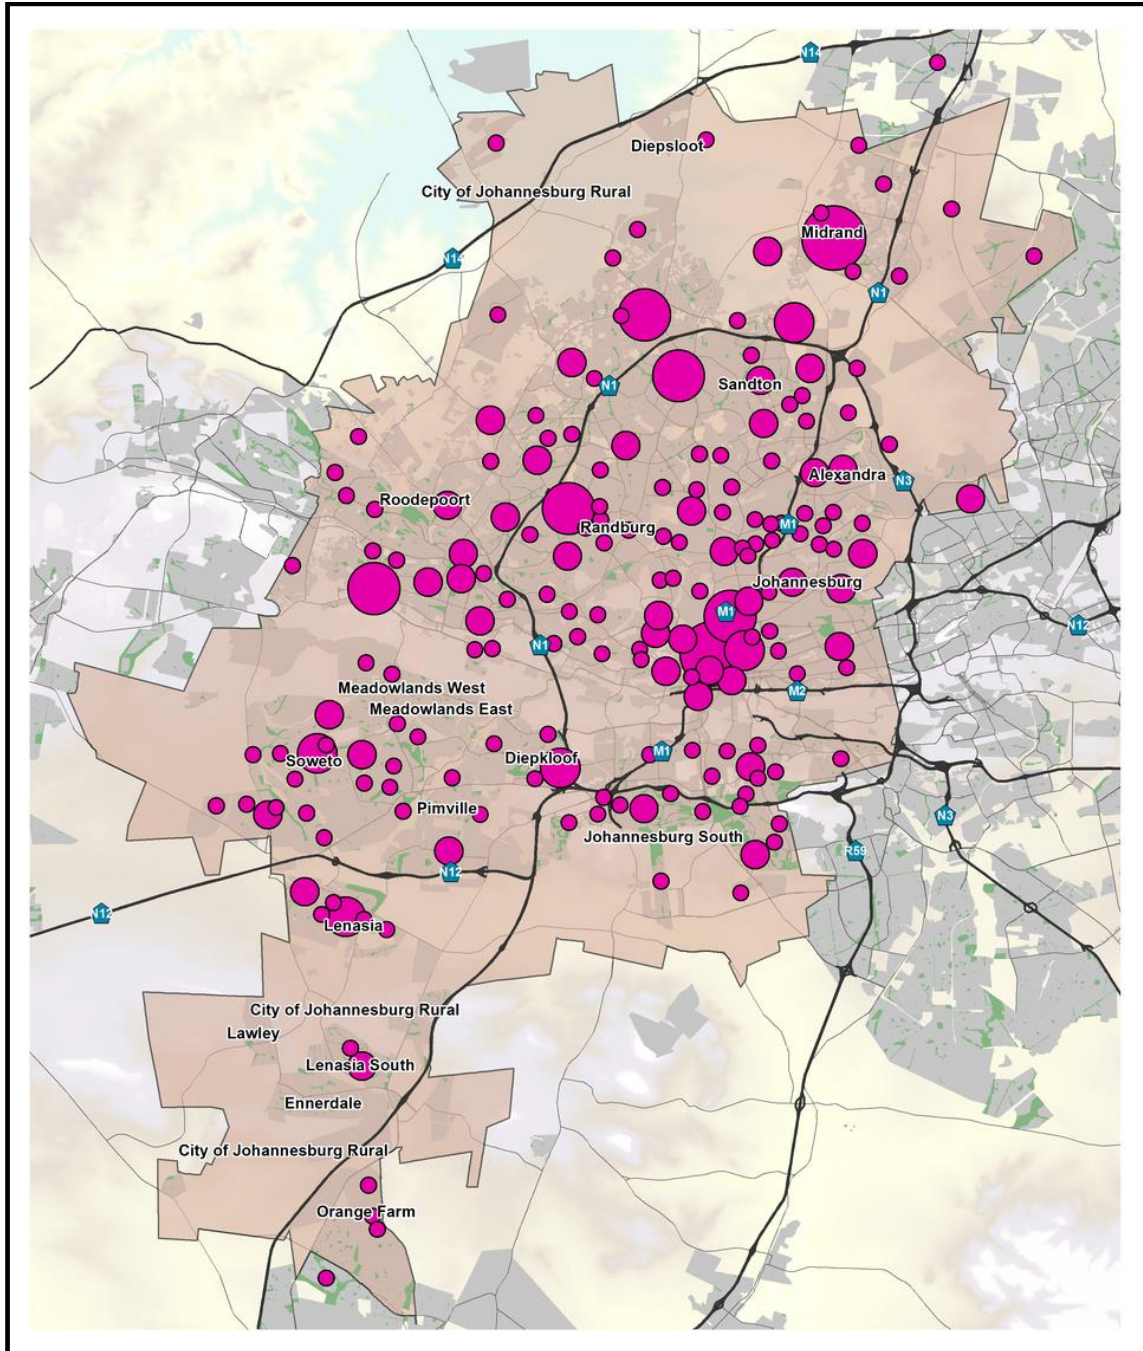 N14
Diepsloot
City of Johannesburg Rural
Midrand
N14
N1
Sandton
N1
Alexandra
N3
Roodepoort
M1
Randburg
Johannesburg
M1
N12
N1
Meadowlands West
M2
Meadowlands East
M1
Diepkloof
Soweto
Pimville
N3
Johannesburg South
R59
N12
N12
Lenasia
City of Johannesburg Rural
Lawley
Lenasia South
Ennerdale
City of Johannesburg Rural
Orange Farm